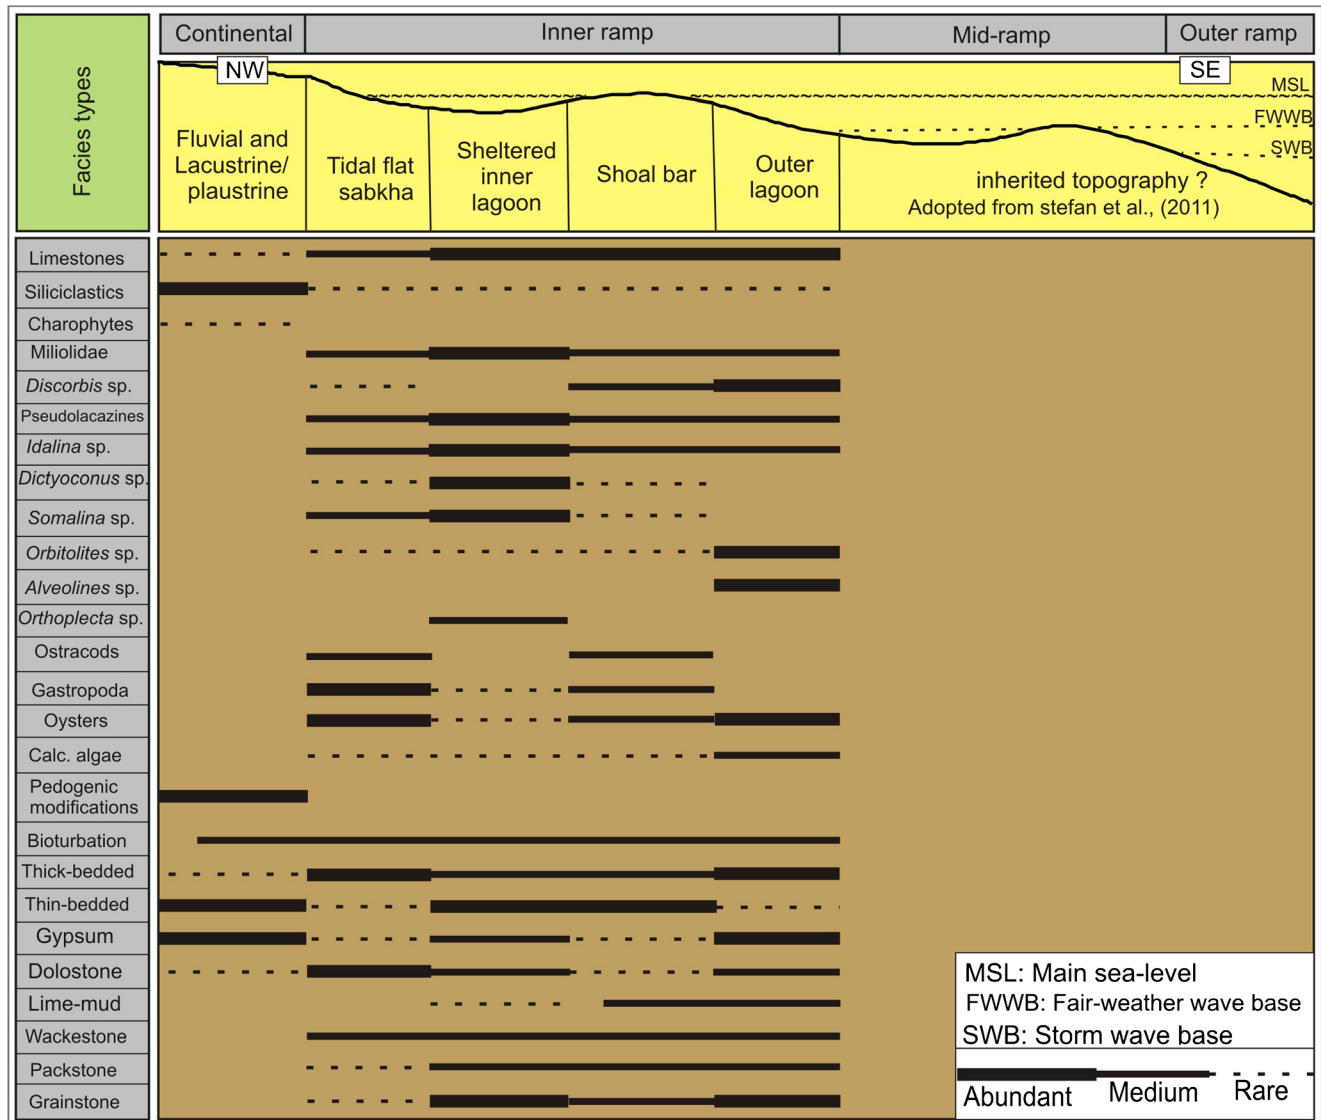 Facies types
Continental
Inner ramp
Mid-ramp
Outer ramp
NW
SE
MSL
FWWB
SWB
Fluvial and
Lacustrine/
plaustrine
Tidal flat
sabkha
Sheltered
inner
lagoon
Shoal bar
Outer
lagoon
inherited topography ?
Adopted from stefan et al., (2011)
Limestones
Siliciclastics
Charophytes
Miliolidae
Discorbis sp.
Pseudolacazines
Idalina sp.
Dictyoconus sp.
Somalina sp.
Orbitolites sp.
Alveolines sp.
Orthoplecta sp.
Ostracods
Gastropoda
Oysters
Calc. algae
Pedogenic
modifications
Bioturbation
Thick-bedded
Thin-bedded
Gypsum
Dolostone
Lime-mud
Wackestone
Packstone
Grainstone
MSL: Main sea-level
FWWB: Fair-weather wave base
SWB: Storm wave base
Abundant Medium Rare